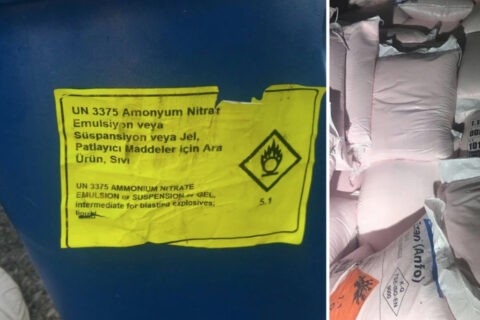 UN 3375 Amonyum Nitrat
Emülsiyon veya
Süspansiyon veya Jel,
Patlayıcı Maddeler için Ara
Ürün, Sıvı
5.1
UN 3375 AMMONIUM NITRATE
EMULSION or SUSPENSION or GEL,
intermediate for blasting explosives;
liquid
(Anfo)